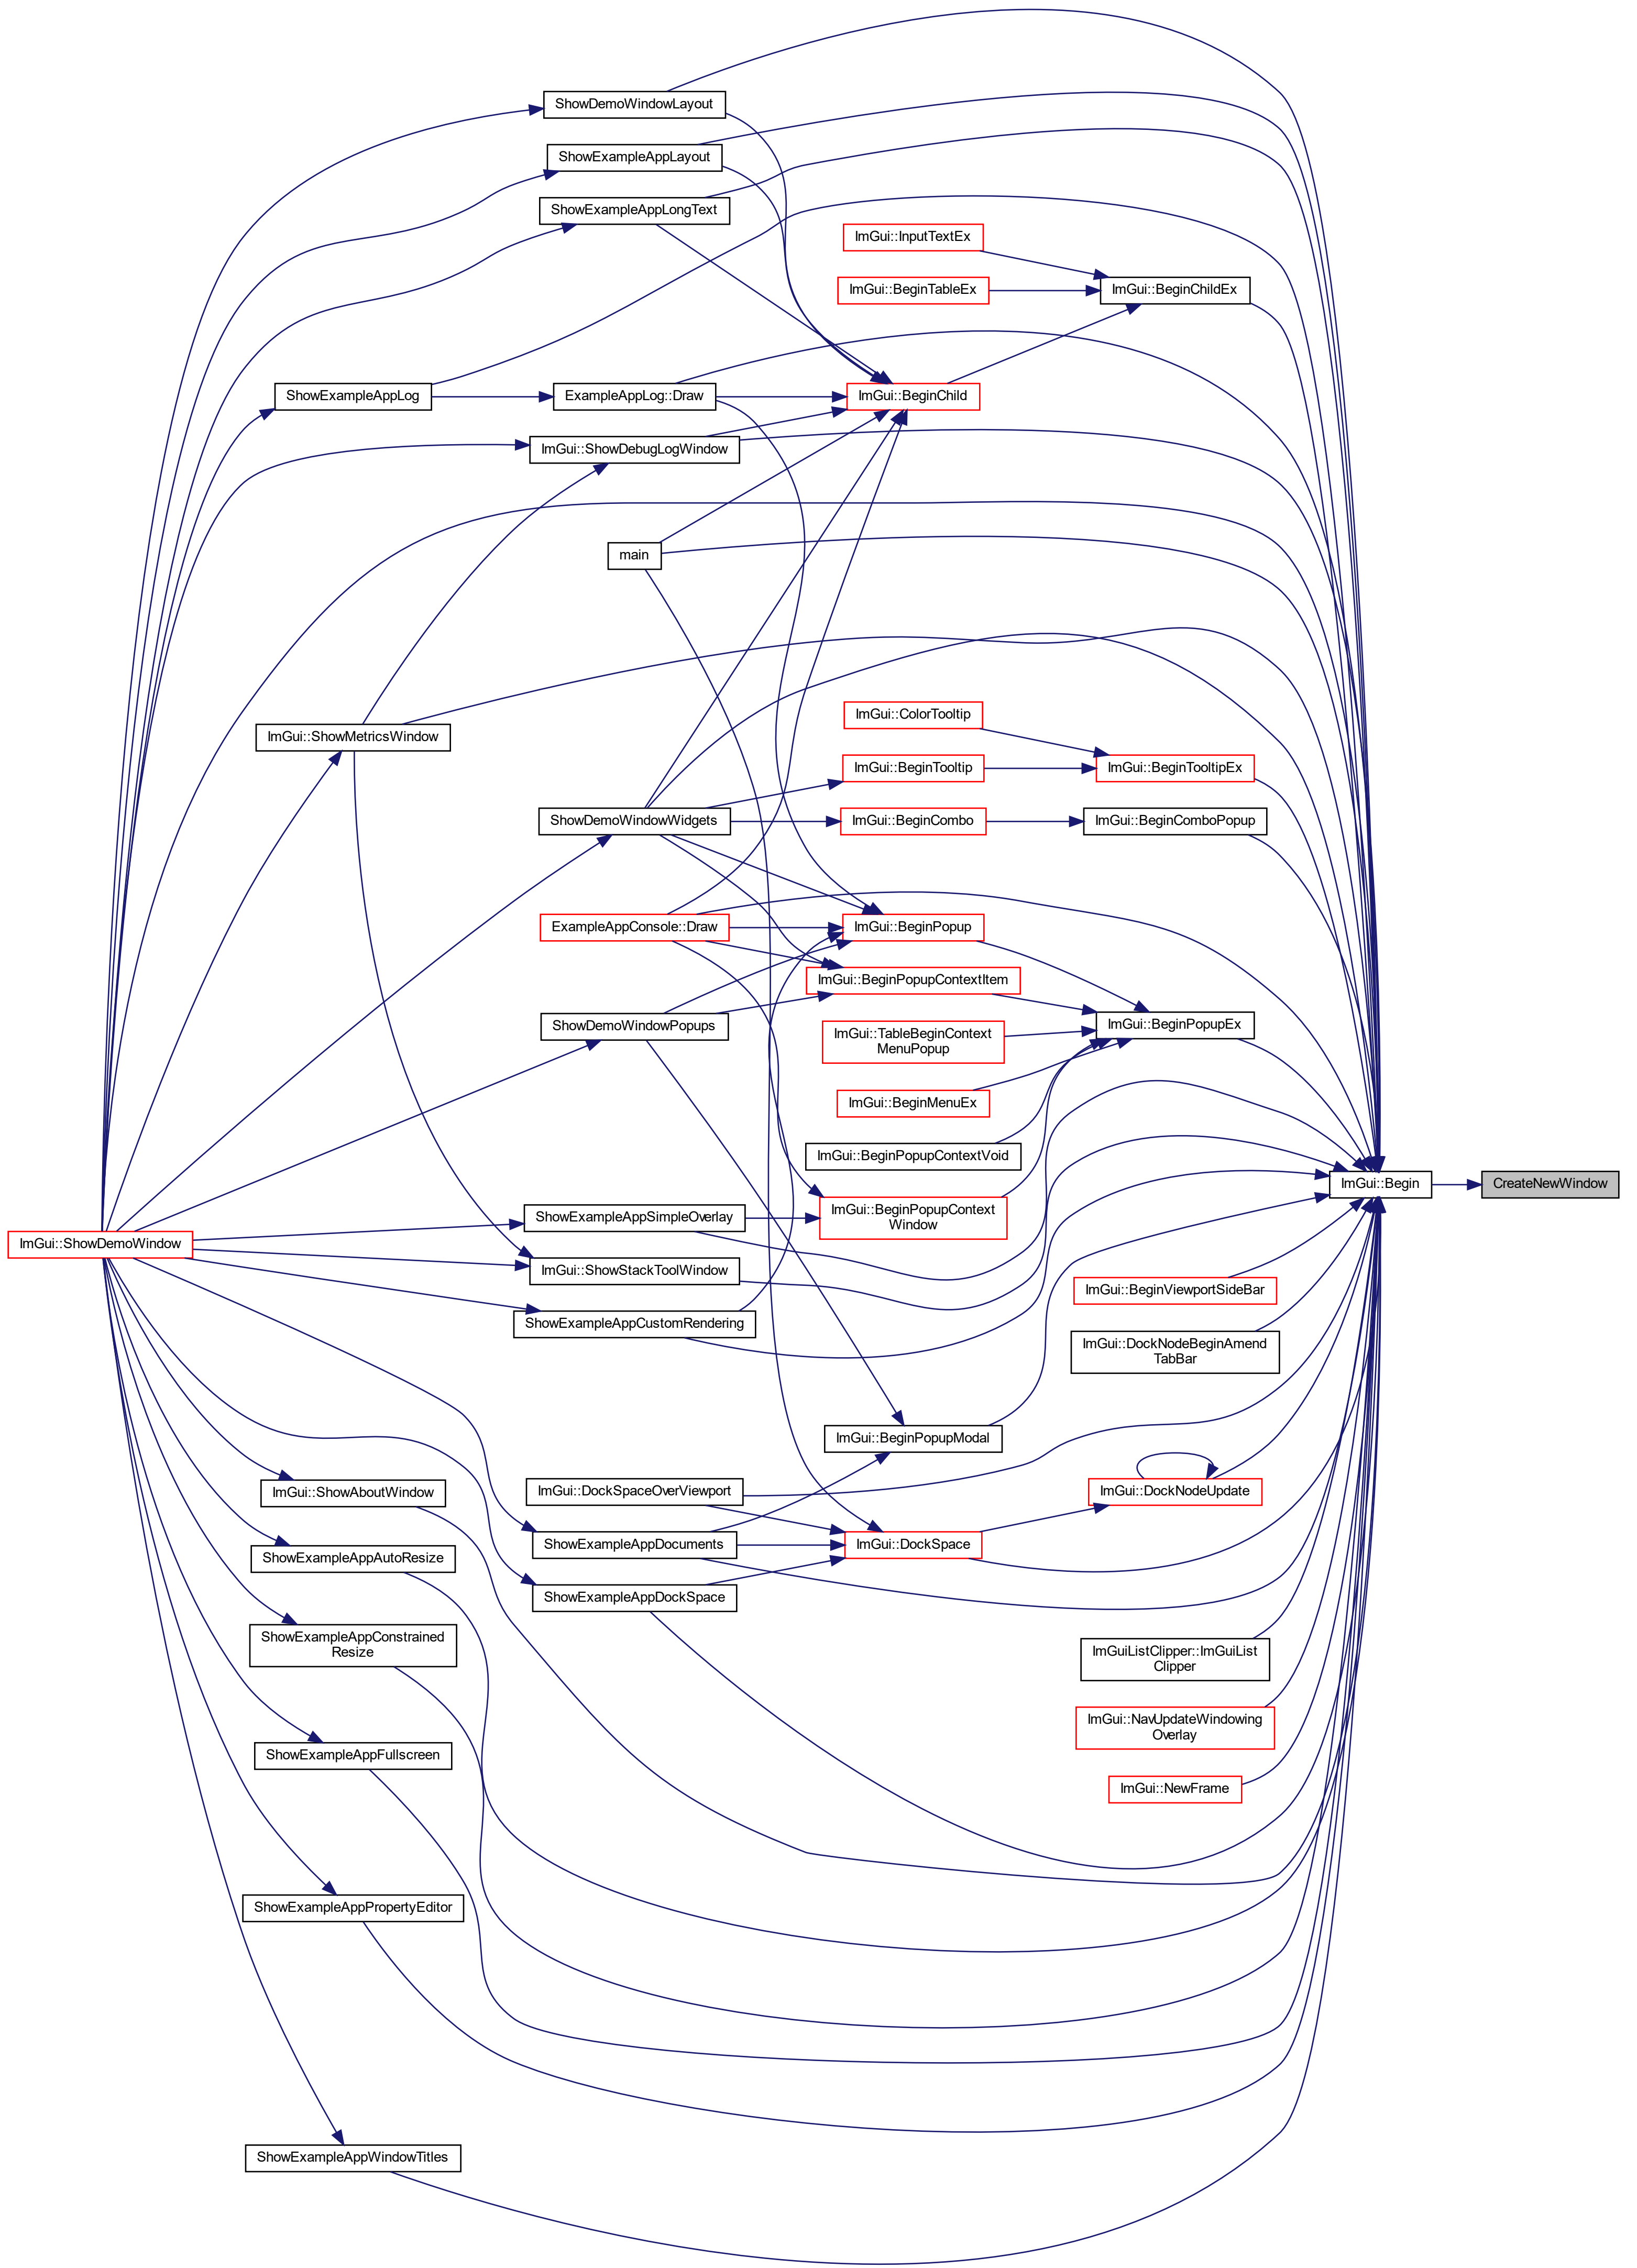 ShowDemoWindowLayout
ShowExampleAppLayout
ShowExampleAppLongText
ImGui::InputTextEx
ImGui::BeginTableEx
ImGui::BeginChildEx
ShowExampleAppLog
ExampleAppLog::Draw
ImGui::BeginChild
ImGui::ShowDebugLogWindow
main
ImGui::ShowMetricsWindow
ImGui::ColorTooltip
ImGui::BeginTooltip
ImGui::BeginTooltipEx
ShowDemoWindowWidgets
ImGui::BeginCombo
ImGui::BeginComboPopup
ExampleAppConsole::Draw
ImGui::BeginPopup
ImGui::BeginPopupContextItem
ShowDemoWindowPopups
ImGui::TableBeginContext
MenuPopup
ImGui::BeginPopupEx
ImGui::BeginMenuEx
ImGui::BeginPopupContextVoid
ImGui::Begin
CreateNewWindow
ImGui::ShowDemoWindow
ShowExampleAppSimpleOverlay
ImGui::BeginPopupContext
Window
ImGui::ShowStackToolWindow
ImGui::BeginViewportSideBar
ShowExampleAppCustomRendering
ImGui::DockNodeBeginAmend
TabBar
ImGui::BeginPopupModal
ImGui::ShowAboutWindow
ImGui::DockSpaceOverViewport
ImGui::DockNodeUpdate
ShowExampleAppAutoResize
ShowExampleAppDocuments
ImGui::DockSpace
ShowExampleAppDockSpace
ShowExampleAppConstrained
Resize
ImGuiListClipper::ImGuiList
Clipper
ImGui::NavUpdateWindowing
Overlay
ShowExampleAppFullscreen
ImGui::NewFrame
ShowExampleAppPropertyEditor
ShowExampleAppWindowTitles